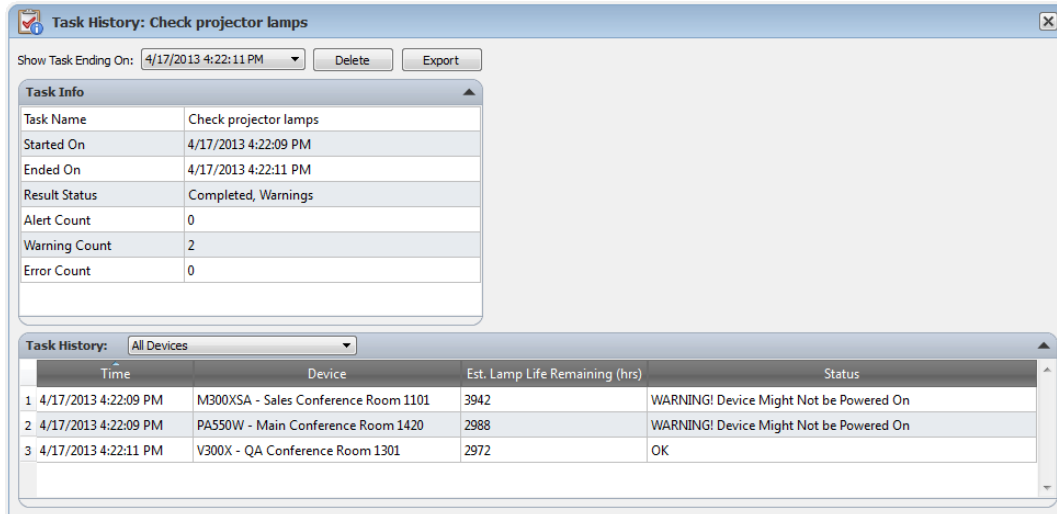 Task History: Check projector lamps
Show Task Ending On: 4/17/2013 4:22:11 PM Delete Export
Task Info
Task Name Check projector lamps
Started On 4/17/2013 4:22:09 PM
Ended On 4/17/2013 4:22:11 PM
Result Status Completed, Warnings
Alert Count 0
Warning Count 2
Error Count 0
Task History: All Devices
Time Device Est. Lamp Life Remaining (hrs) Status
1 4/17/2013 4:22:09 PM M300XSA - Sales Conference Room 1101 3942 WARNING! Device Might Not be Powered On
2 4/17/2013 4:22:09 PM PA550W - Main Conference Room 1420 2988 WARNING! Device Might Not be Powered On
3 4/17/2013 4:22:11 PM V300X - QA Conference Room 1301 2972 OK